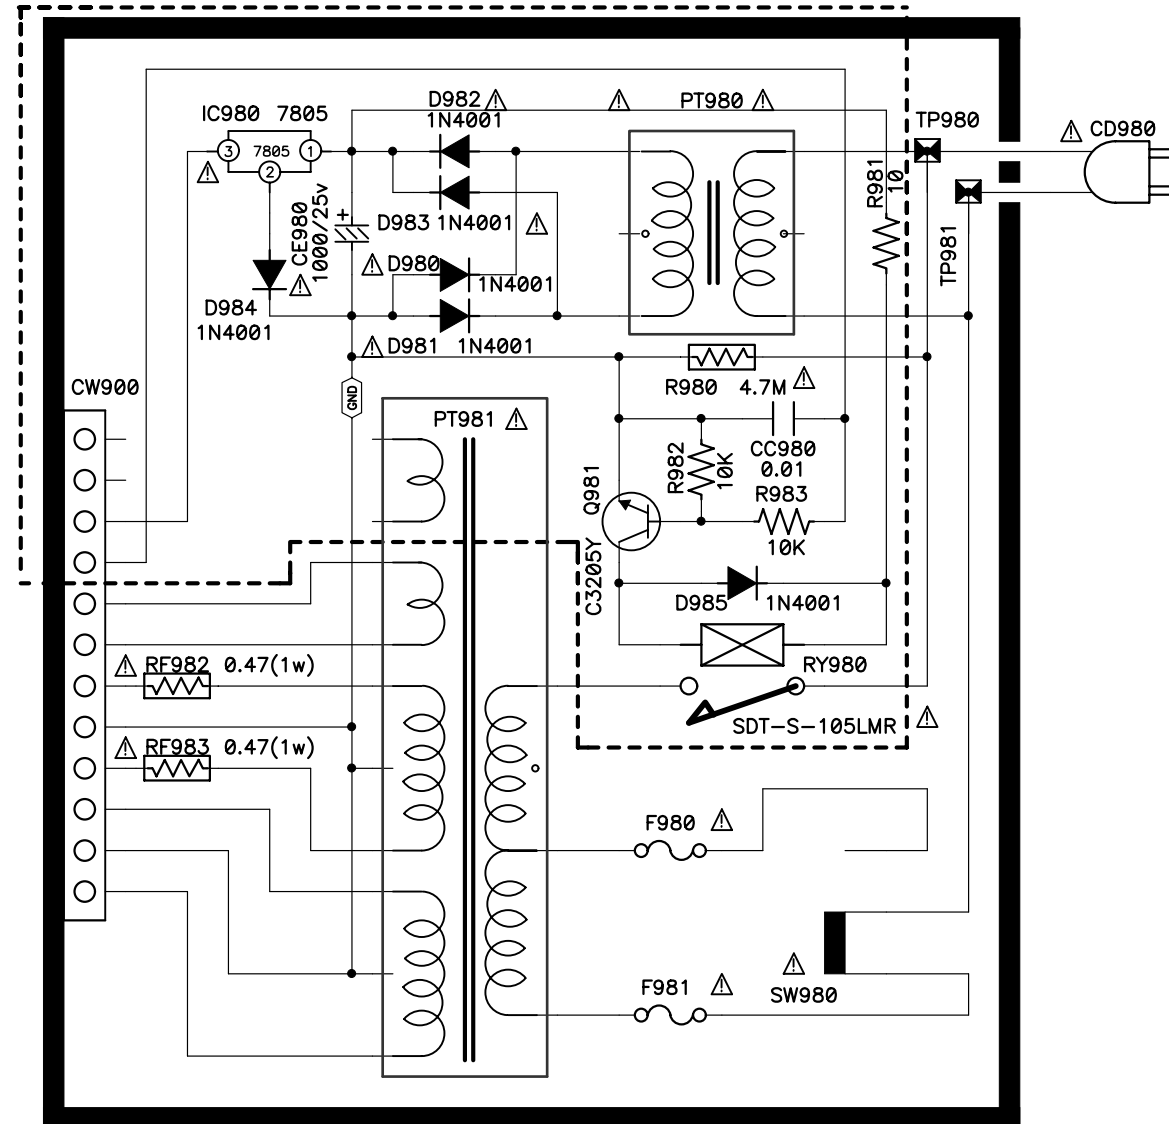 D982
PT980
1N4001
IC980 7805
TP980
CD980
3
7805
1
2
R981
10
CE980
1000/25v
+
D983 1N4001
D980
1N4001
TP981
D984
1N4001
D981 1N4001
CW900
GND
R980 4.7M
PT981
CC980
0.01
R982
10K
R983
10K
Q981
C3205Y
D985 1N4001
RF982 0.47(1w)
RY980
SDT-S-105LMR
RF983 0.47(1w)
F980
F981
SW980